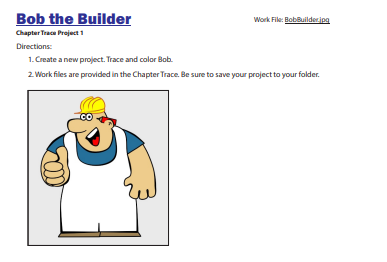 Bob the Builder
Work File: BobBuilder.jpg
Chapter Trace Project 1
Directions:
1. Create a new project. Trace and color Bob.
2. Work files are provided in the Chapter Trace. Be sure to save your project to your folder.